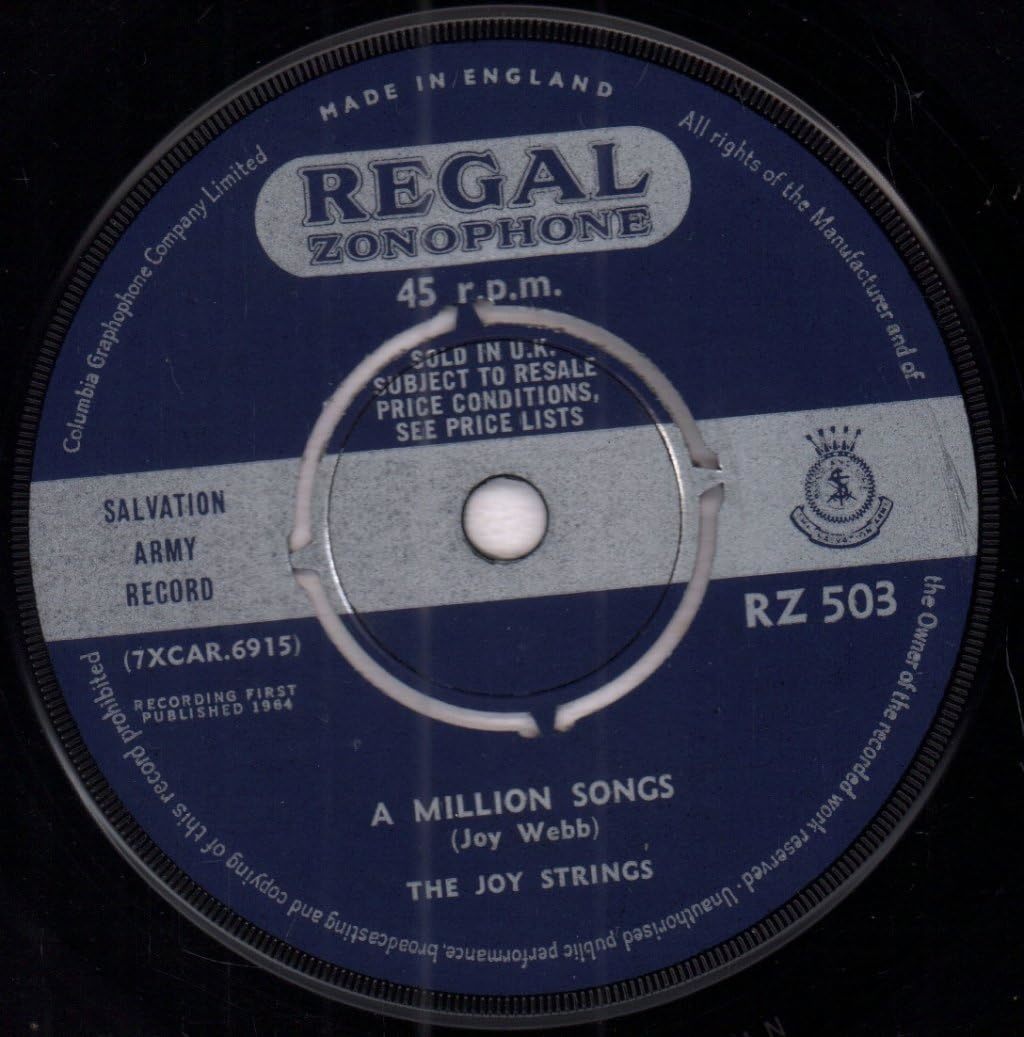 MADE IN ENGLAND
Columbia Graphophone Company Limited
All rights of the Manufacturer and of
the Owner of the recorded work reserved · Unauthorised public performance, broadcasting and copying of this record prohibited
REGAL
ZONOPHONE
45 r.p.m.
SOLD IN U.K.
SUBJECT TO RESALE
PRICE CONDITIONS,
SEE PRICE LISTS
SALVATION
ARMY
RECORD
RZ 503
(7XCAR.6915)
RECORDING FIRST
PUBLISHED 1964
A MILLION SONGS
(Joy Webb)
THE JOY STRINGS